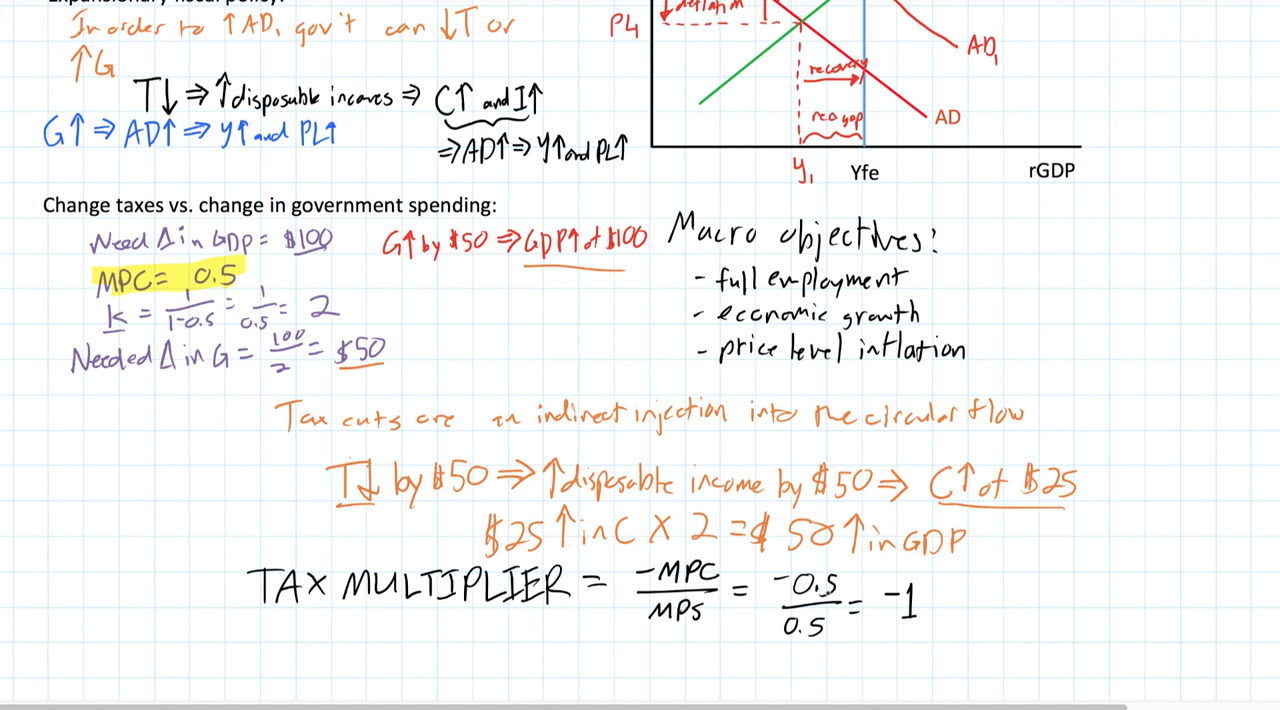 Expansionary fiscal policy:
In order to ↑AD, gov't can ↓T or
↑G
T↓ ⇒ ↑disposable incomes ⇒ C↑ and I↑
⇒ AD↑ ⇒ Y↑ and PL↑
G↑ ⇒ AD↑ ⇒ Y↑ and PL↑
↓deflation
PL1
AD1
recovery
rec gap
AD
Y1
Yfe
rGDP
Change taxes vs. change in government spending:
Need Δ in GDP = $100
MPC = 0.5
k = 1/1-0.5 = 1/0.5 = 2
Needed Δ in G = 100/2 = $50
G↑ by $50 ⇒ GDP↑ of $100
Macro objectives:
- full employment
- economic growth
- price level inflation
Tax cuts are an indirect injection into the circular flow
T↓ by $50 ⇒ ↑disposable income by $50 ⇒ C↑ of $25
$25 ↑ in C X 2 = $50 ↑ in GDP
TAX MULTIPLIER = -MPC/MPS = -0.5/0.5 = -1